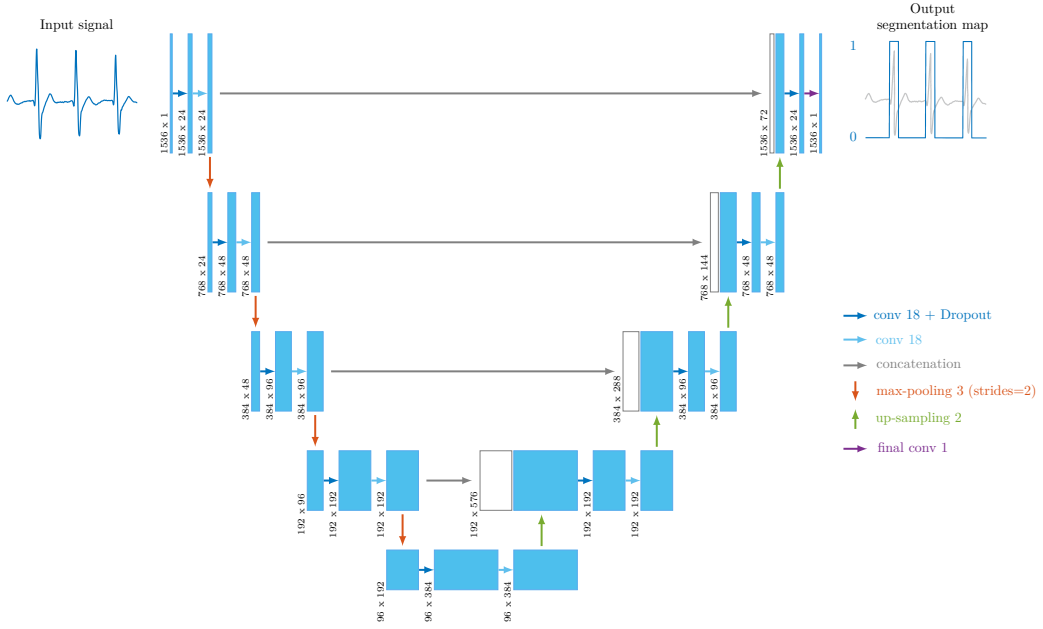 Input signal
Output
segmentation map
1
0
1536 x 1
1536 x 24
1536 x 24
1536 x 72
1536 x 24
1536 x 1
768 x 24
768 x 48
768 x 48
768 x 144
768 x 48
768 x 48
384 x 48
384 x 96
384 x 96
384 x 288
384 x 96
384 x 96
192 x 96
192 x 192
192 x 192
192 x 576
192 x 192
192 x 192
96 x 192
96 x 384
96 x 384
conv 18 + Dropout
conv 18
concatenation
max-pooling 3 (strides=2)
up-sampling 2
final conv 1